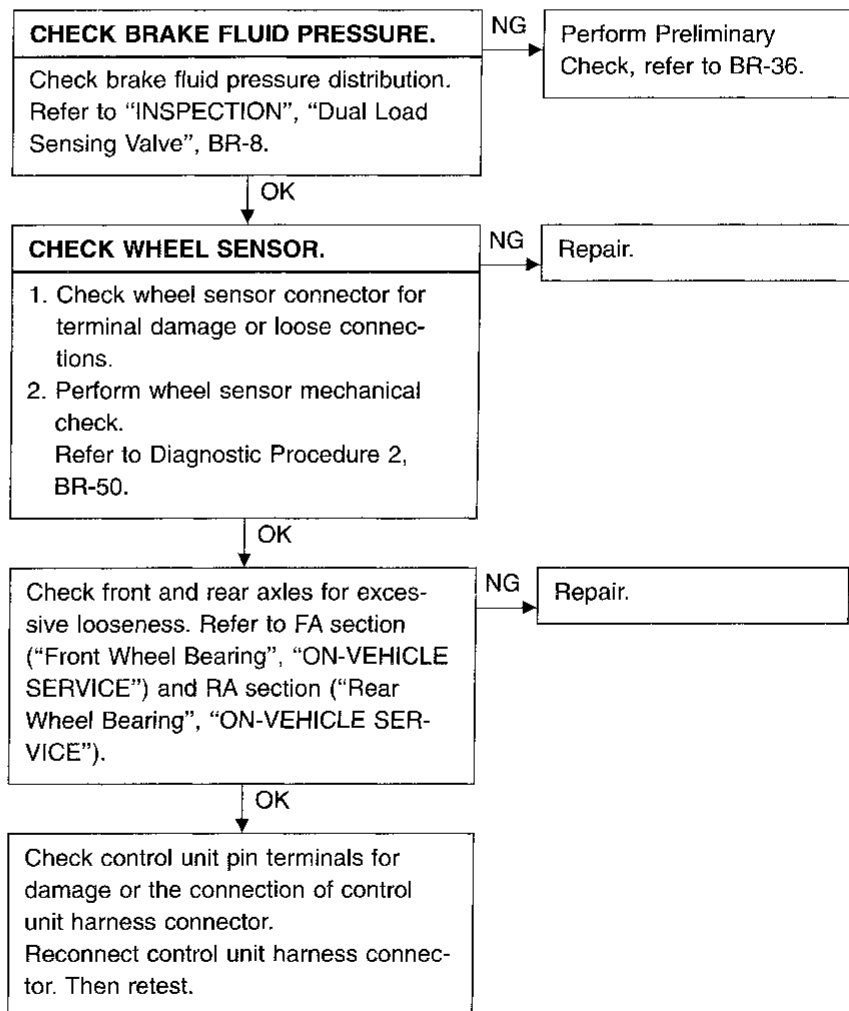 CHECK BRAKE FLUID PRESSURE.
Check brake fluid pressure distribution.
Refer to “INSPECTION”, “Dual Load
Sensing Valve”, BR-8.
NG
Perform Preliminary
Check, refer to BR-36.
OK
CHECK WHEEL SENSOR.
1. Check wheel sensor connector for
terminal damage or loose connec-
tions.
2. Perform wheel sensor mechanical
check.
Refer to Diagnostic Procedure 2,
BR-50.
NG
Repair.
OK
Check front and rear axles for exces-
sive looseness. Refer to FA section
(“Front Wheel Bearing”, “ON-VEHICLE
SERVICE”) and RA section (“Rear
Wheel Bearing”, “ON-VEHICLE SER-
VICE”).
NG
Repair.
OK
Check control unit pin terminals for
damage or the connection of control
unit harness connector.
Reconnect control unit harness connec-
tor. Then retest.